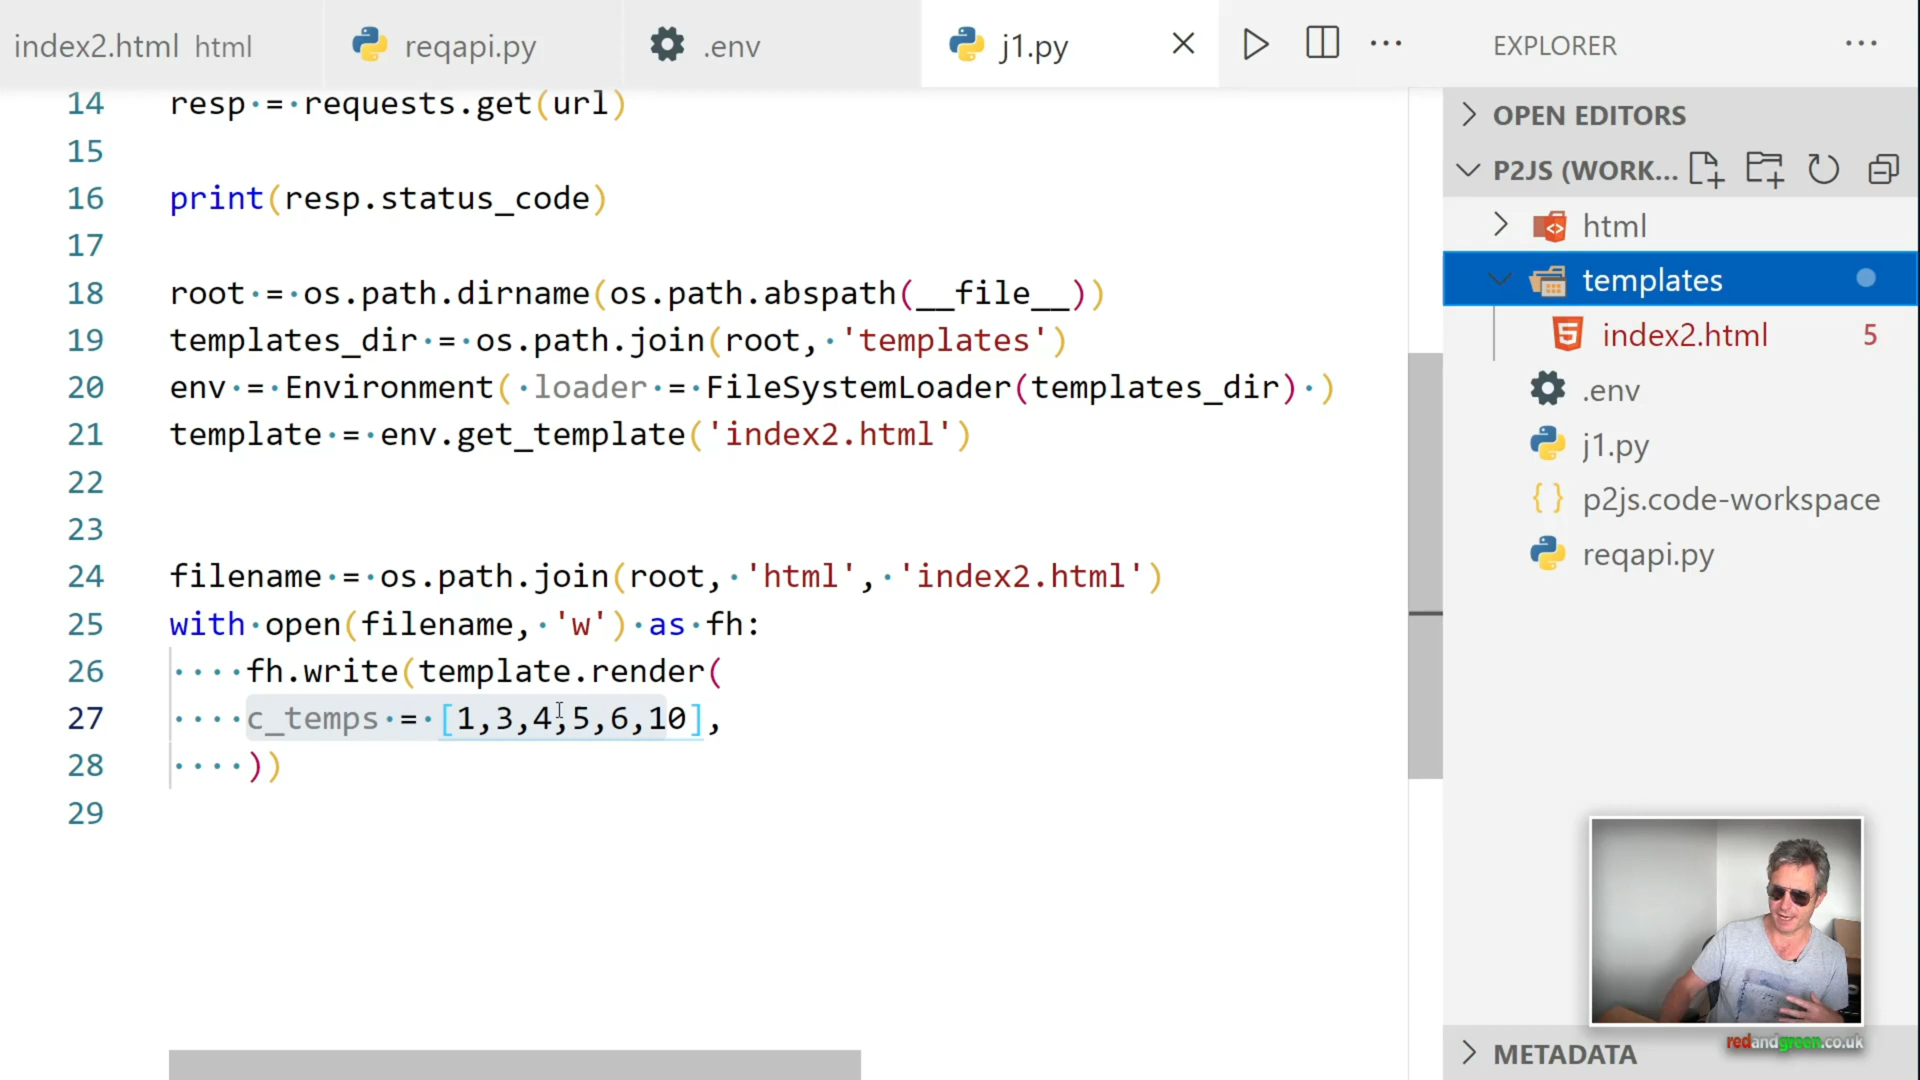 index2.html html reqapi.py .env j1.py EXPLORER
14 resp = requests.get(url)
15
16 print(resp.status_code)
17
18 root = os.path.dirname(os.path.abspath(__file__))
19 templates_dir = os.path.join(root, 'templates')
20 env = Environment( loader = FileSystemLoader(templates_dir) )
21 template = env.get_template('index2.html')
22
23
24 filename = os.path.join(root, 'html', 'index2.html')
25 with open(filename, 'w') as fh:
26 fh.write(template.render(
27 c_temps = [1,3,4,5,6,10],
28 ))
29
OPEN EDITORS
P2JS (WORK...
html
templates
index2.html 5
.env
j1.py
{} p2js.code-workspace
reqapi.py
redandgreen.co.uk
METADATA